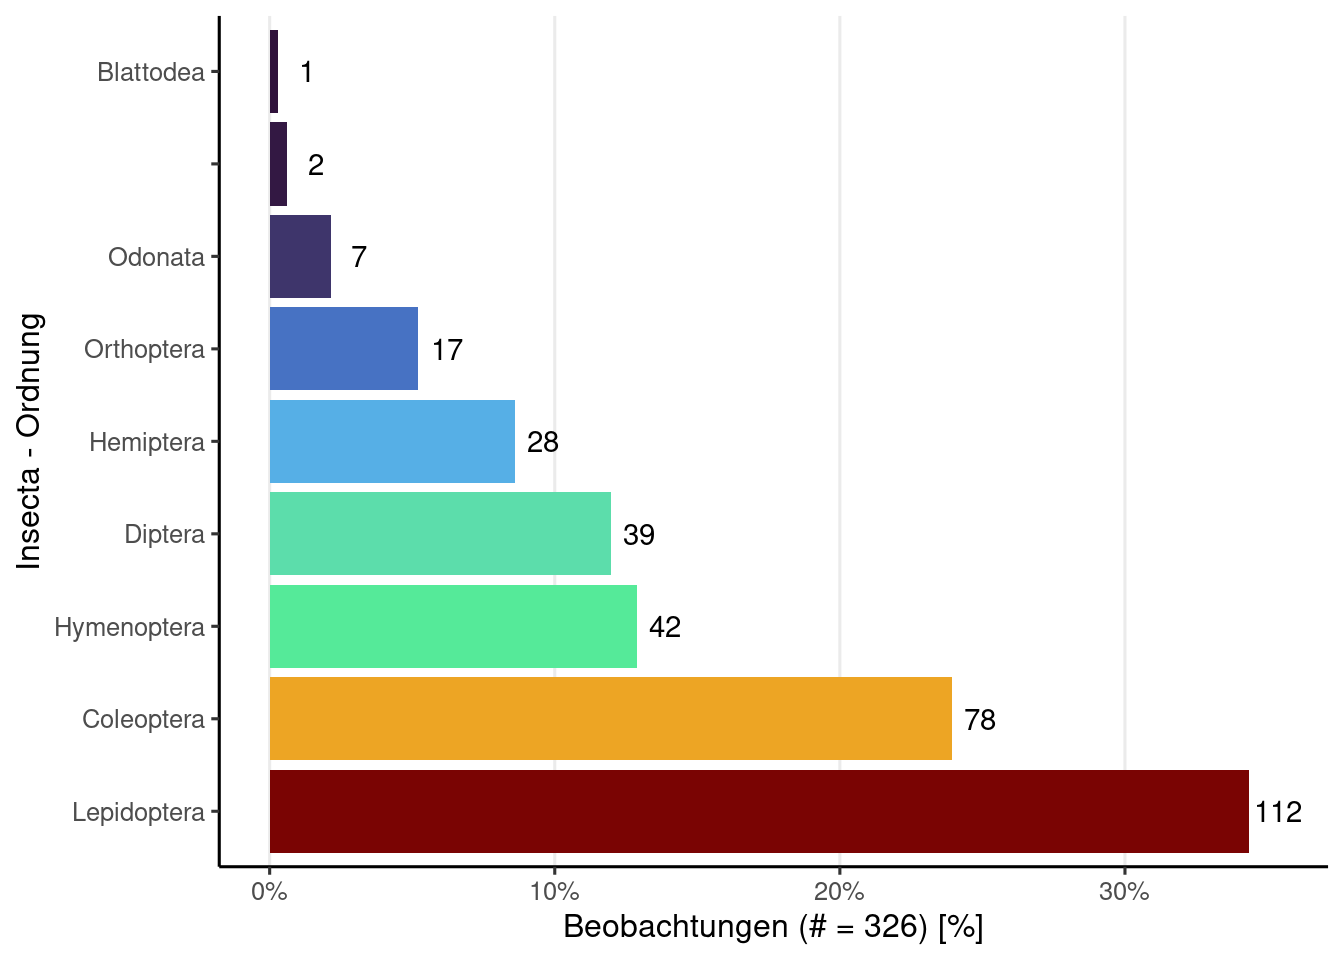 Insecta - Ordnung
Blattodea 1
2
Odonata 7
Orthoptera 17
Hemiptera 28
Diptera 39
Hymenoptera 42
Coleoptera 78
Lepidoptera 112
0% 10% 20% 30%
Beobachtungen (# = 326) [%]